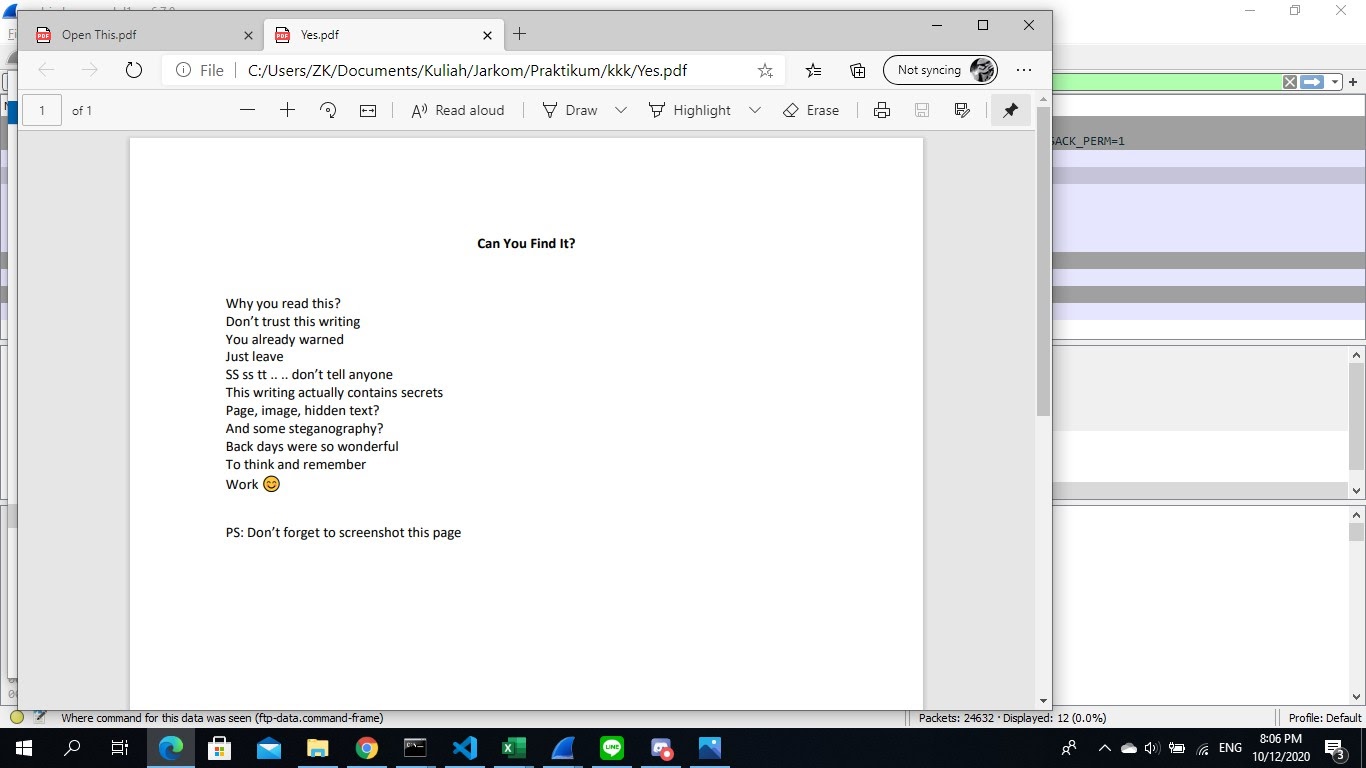 Open This.pdf
Yes.pdf
File
C:/Users/ZK/Documents/Kuliah/Jarkom/Praktikum/kkk/Yes.pdf
Not syncing
1 of 1
Read aloud
Draw
Highlight
Erase
SACK_PERM=1
Can You Find It?
Why you read this?
Don’t trust this writing
You already warned
Just leave
SS ss tt .. .. don’t tell anyone
This writing actually contains secrets
Page, image, hidden text?
And some steganography?
Back days were so wonderful
To think and remember
Work 😊
PS: Don’t forget to screenshot this page
Where command for this data was seen (ftp-data.command-frame)
Packets: 24632 · Displayed: 12 (0.0%)
Profile: Default
ENG
8:06 PM
10/12/2020
3